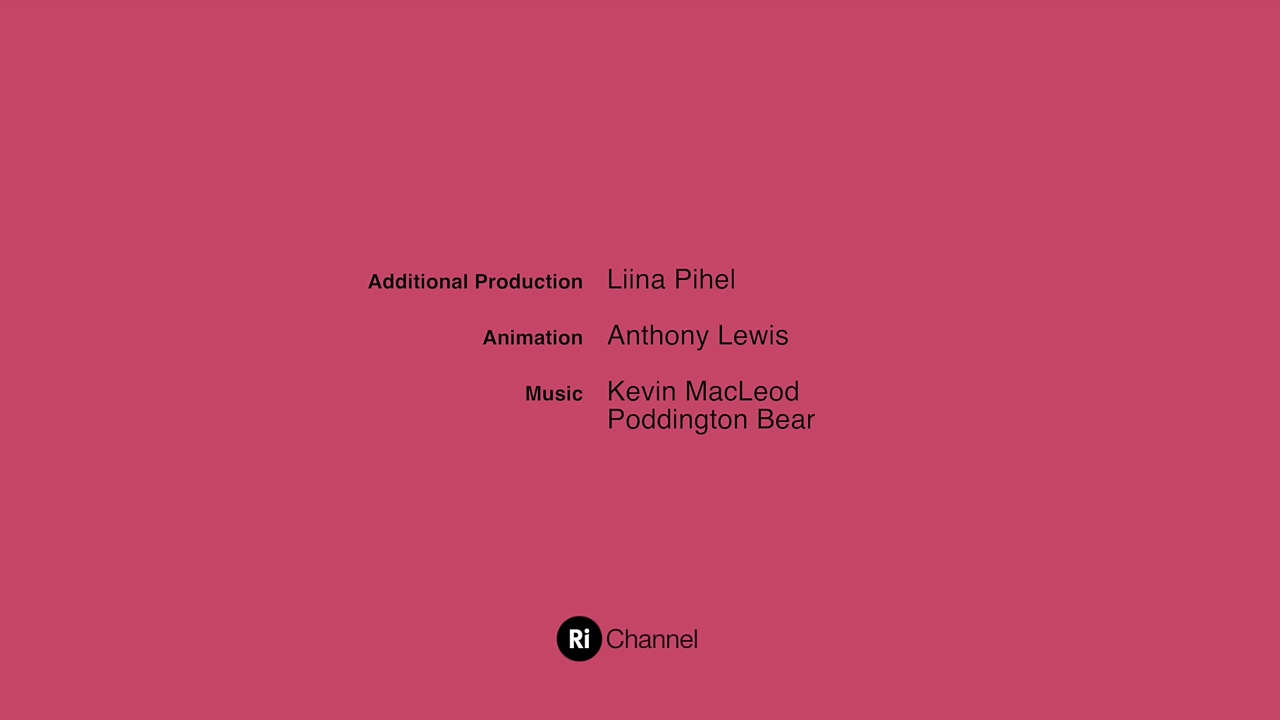 Additional Production Liina Pihel
Animation Anthony Lewis
Music Kevin MacLeod
Poddington Bear
Ri Channel